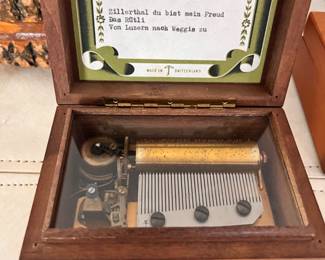 Zillerthal du bist mein Freud
Das Rütli
Von Luzern nach Weggis zu
MADE IN SWITZERLAND